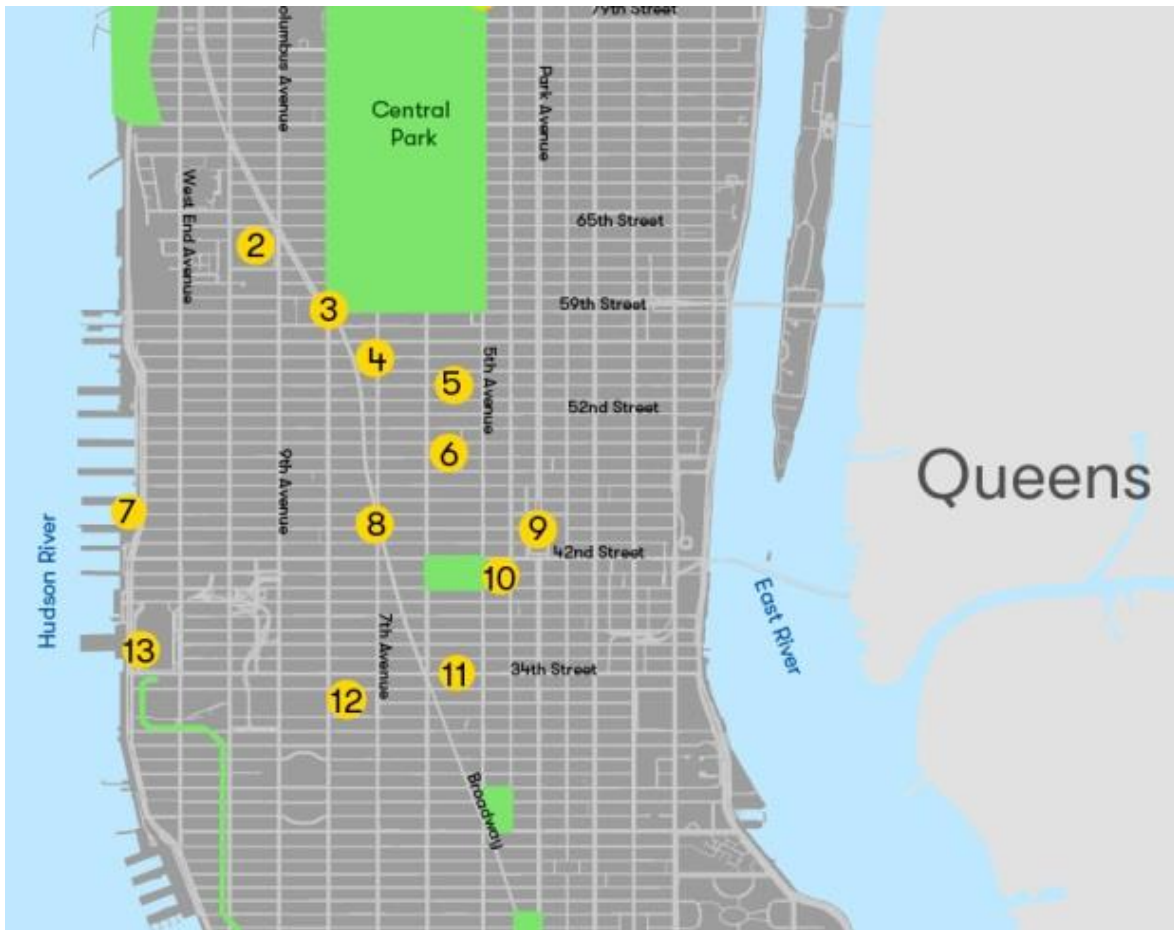 79th Street
olumbus Avenue
Park Avenue
Central
Park
West End Avenue
65th Street
2
59th Street
3
4
5th Avenue
5
52nd Street
6
9th Avenue
Queens
7
8
9
42nd Street
Hudson River
10
East River
7th Avenue
13
11
34th Street
12
Broadway